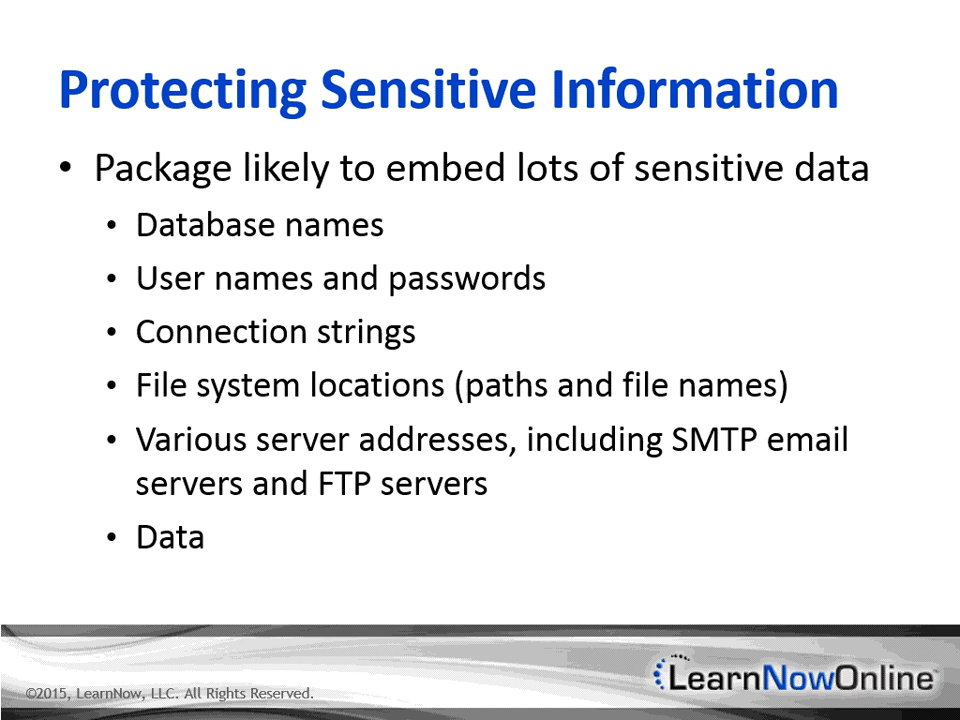 Protecting Sensitive Information
• Package likely to embed lots of sensitive data
• Database names
• User names and passwords
• Connection strings
• File system locations (paths and file names)
• Various server addresses, including SMTP email
servers and FTP servers
• Data
©2015, LearnNow, LLC. All Rights Reserved.
LearnNowOnline